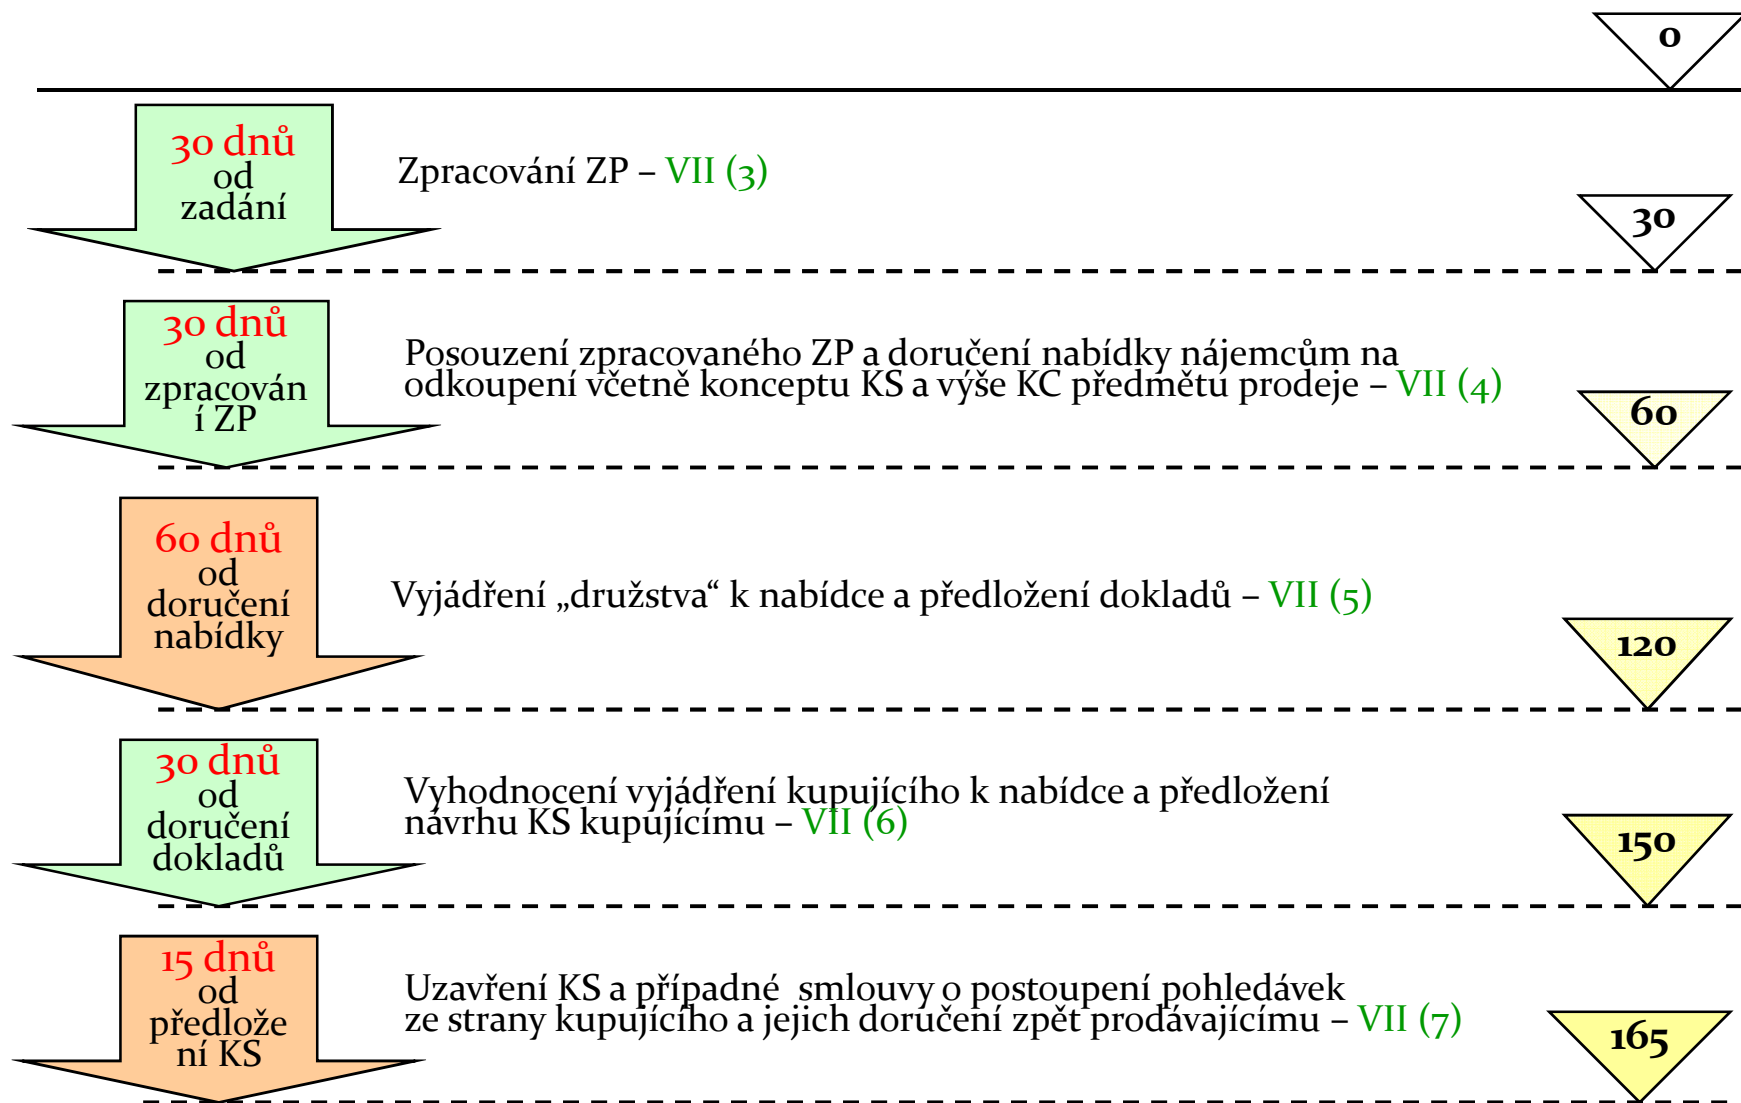 0
30 dnů
od
zadání
Zpracování ZP – VII (3)
30
30 dnů
od
zpracován
í ZP
Posouzení zpracovaného ZP a doručení nabídky nájemcům na
odkoupení včetně konceptu KS a výše KC předmětu prodeje – VII (4)
60
60 dnů
od
doručení
nabídky
Vyjádření „družstva“ k nabídce a předložení dokladů – VII (5)
120
30 dnů
od
doručení
dokladů
Vyhodnocení vyjádření kupujícího k nabídce a předložení
návrhu KS kupujícímu – VII (6)
150
15 dnů
od
předlože
ní KS
Uzavření KS a případné  smlouvy o postoupení pohledávek
ze strany kupujícího a jejich doručení zpět prodávajícímu – VII (7)
165